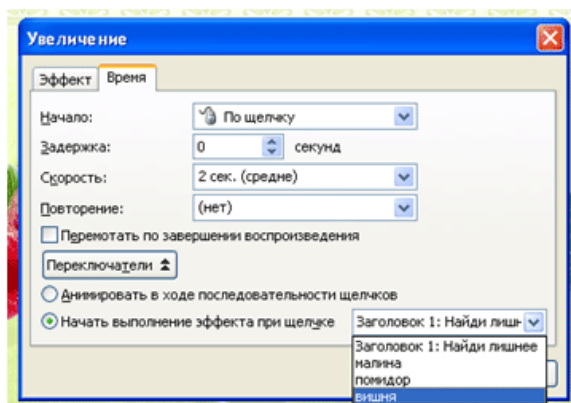 Увеличение
Эффект Время
Начало: По щелчку
Задержка: 0 секунд
Скорость: 2 сек. (средне)
Повторение: (нет)
Перемотать по завершении воспроизведения
Переключатели
Анимировать в ходе последовательности щелчков
Начать выполнение эффекта при щелчке Заголовок 1: Найди лишн
Заголовок 1: Найди лишнее
малина
помидор
вишня